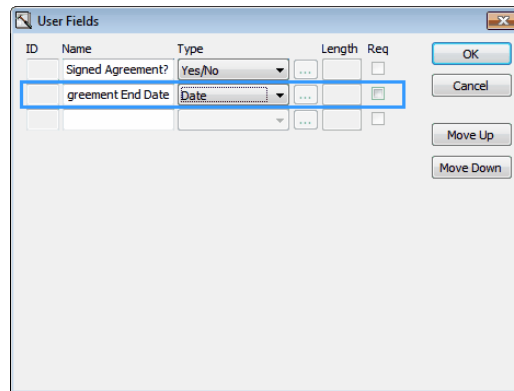 User Fields
ID Name Type Length Req
Signed Agreement? Yes/No ...
greement End Date Date ...
...
OK
Cancel
Move Up
Move Down